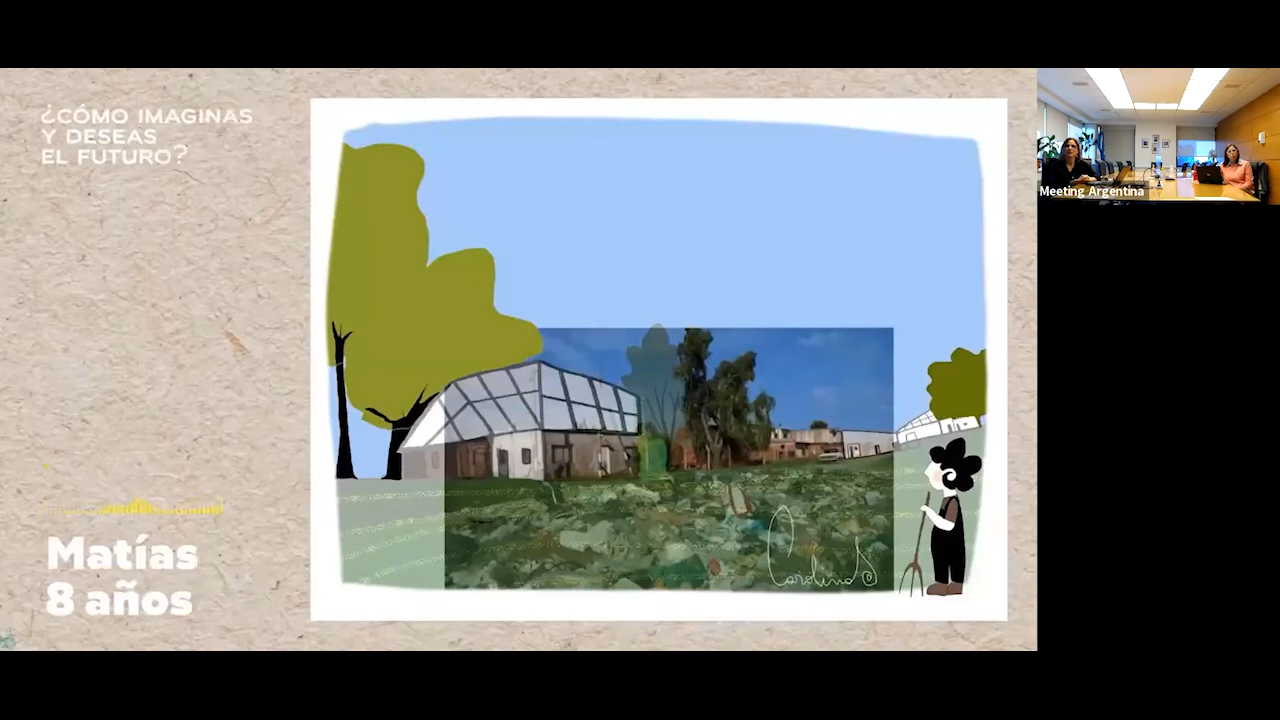 ¿CÓMO IMAGINAS
Y DESEAS
EL FUTURO?
Matías
8 años
Carolina
Meeting Argentina